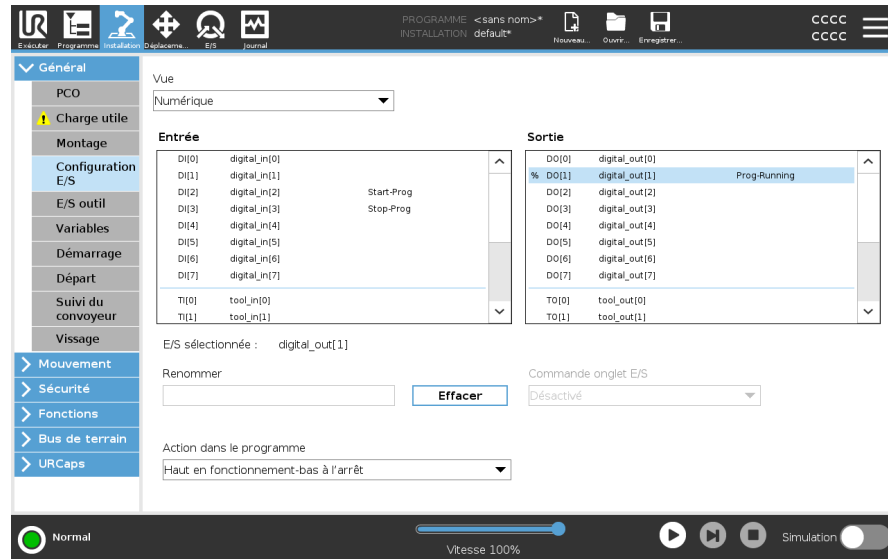 PROGRAMME <sans nom>*
INSTALLATION default*
CCCC
CCCC
Exécuter Programme Installation Déplaceme... E/S Journal
Nouveau... Ouvrir... Enregistrer...
Général
PCO
Charge utile
Montage
Configuration
E/S
E/S outil
Variables
Démarrage
Départ
Suivi du
convoyeur
Vissage
Mouvement
Sécurité
Fonctions
Bus de terrain
URCaps
Vue
Numérique
Entrée
DI[0] digital_in[0]
DI[1] digital_in[1]
DI[2] digital_in[2] Start-Prog
DI[3] digital_in[3] Stop-Prog
DI[4] digital_in[4]
DI[5] digital_in[5]
DI[6] digital_in[6]
DI[7] digital_in[7]
TI[0] tool_in[0]
TI[1] tool_in[1]
Sortie
DO[0] digital_out[0]
% DO[1] digital_out[1] Prog-Running
DO[2] digital_out[2]
DO[3] digital_out[3]
DO[4] digital_out[4]
DO[5] digital_out[5]
DO[6] digital_out[6]
DO[7] digital_out[7]
TO[0] tool_out[0]
TO[1] tool_out[1]
E/S sélectionnée : digital_out[1]
Renommer
Effacer
Commande onglet E/S
Désactivé
Action dans le programme
Haut en fonctionnement-bas à l'arrêt
Normal
Vitesse 100%
Simulation